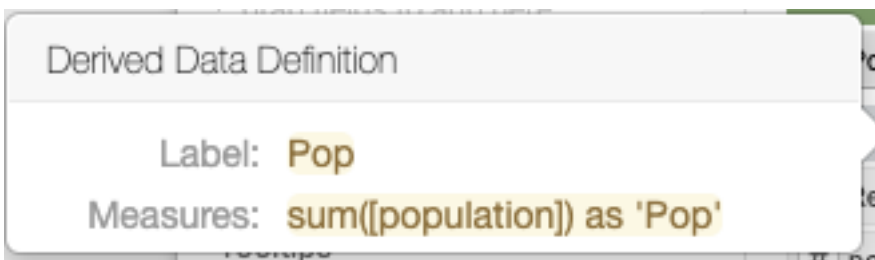 Derived Data Definition
Label: Pop
Measures: sum([population]) as 'Pop'